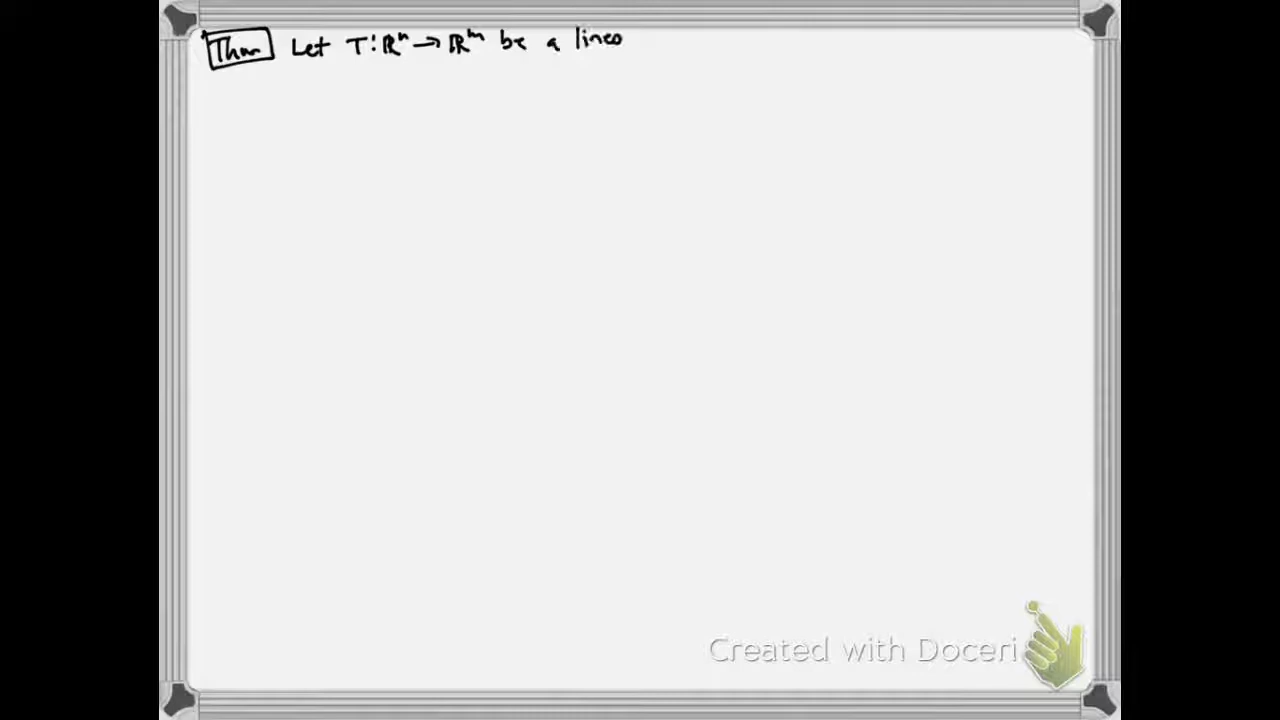 Thm Let T: ℝⁿ → ℝᵐ be a linea
Created with Doceri